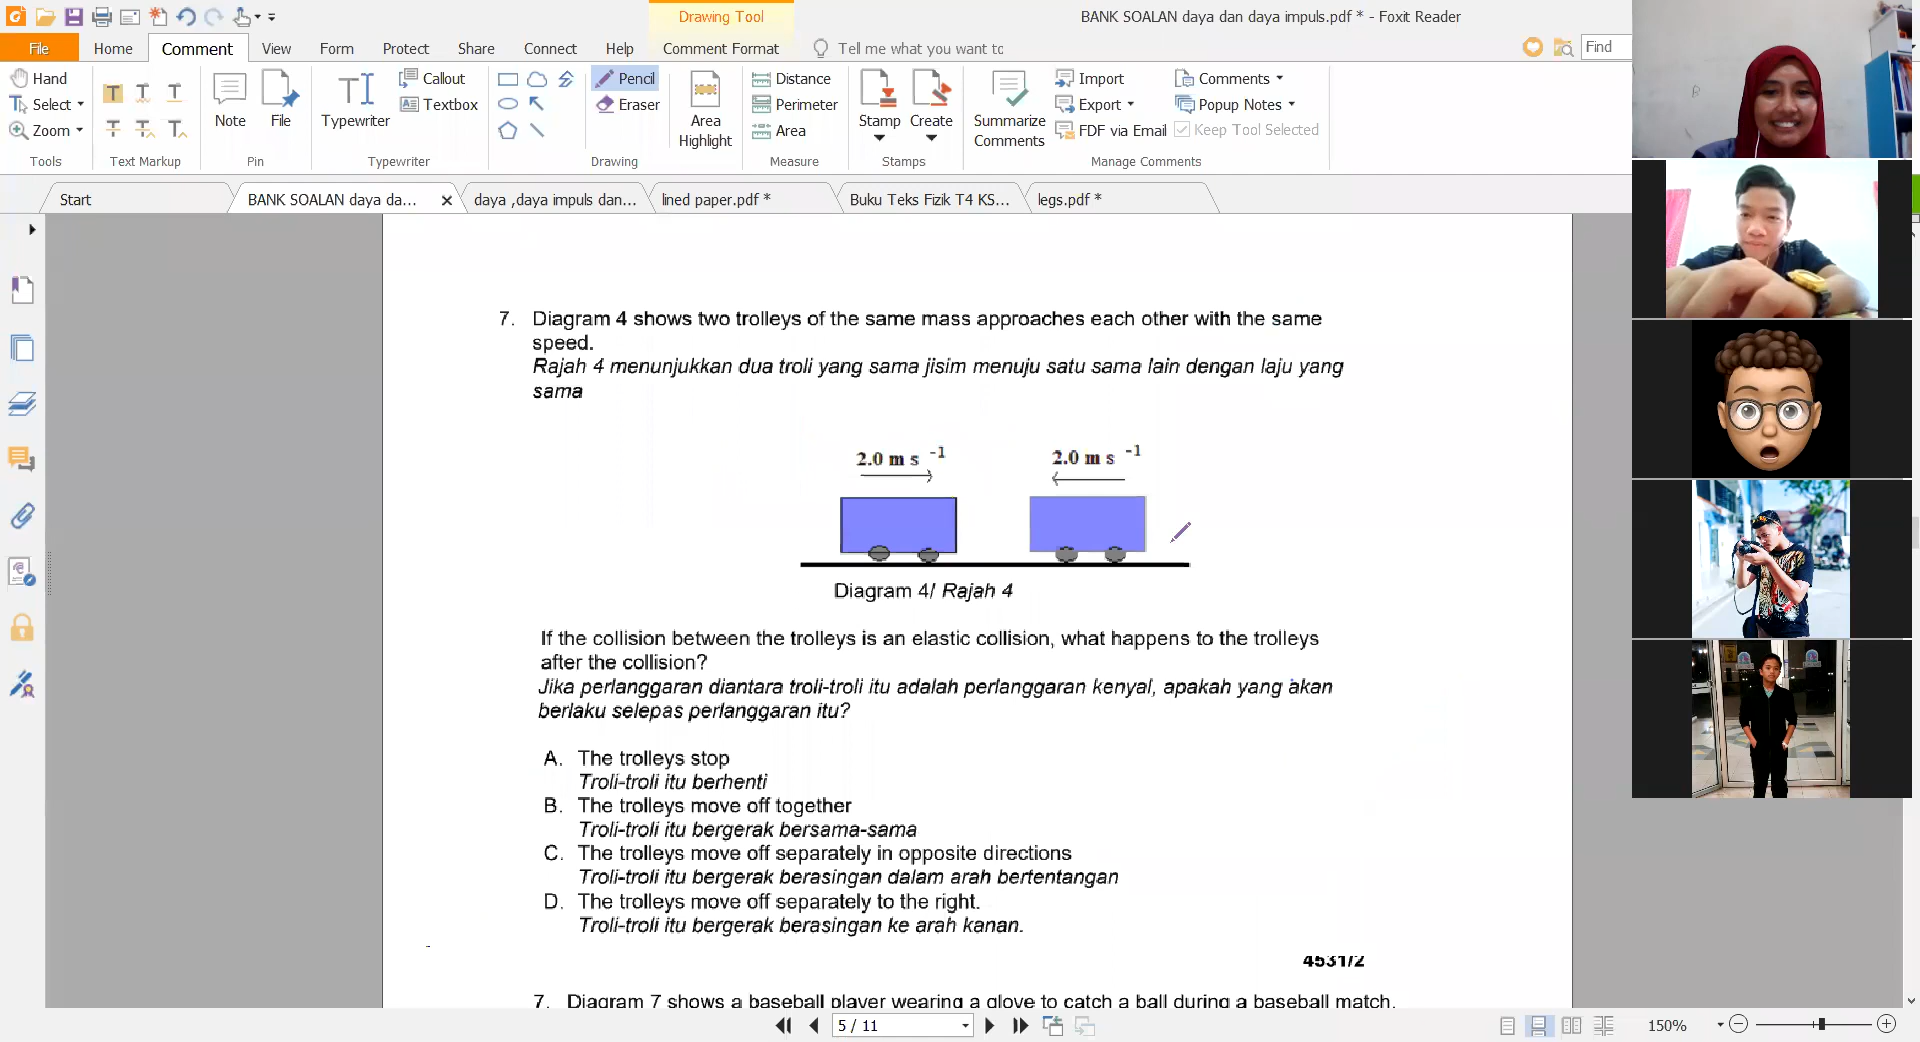 Drawing Tool
BANK SOALAN daya dan daya impuls.pdf * - Foxit Reader
File Home Comment View Form Protect Share Connect Help Comment Format Tell me what you want to Find
Hand
Select
Zoom
Tools
Text Markup
Note
File
Pin
Typewriter
Callout
Textbox
Typewriter
Pencil
Eraser
Drawing
Area Highlight
Distance
Perimeter
Area
Measure
Stamp
Create
Stamps
Summarize Comments
Import
Export
FDF via Email
Comments
Popup Notes
Keep Tool Selected
Manage Comments
Start
BANK SOALAN daya da...
daya ,daya impuls dan...
lined paper.pdf *
Buku Teks Fizik T4 KS...
legs.pdf *
7. Diagram 4 shows two trolleys of the same mass approaches each other with the same
speed.
Rajah 4 menunjukkan dua troli yang sama jisim menuju satu sama lain dengan laju yang
sama
2.0 m s -1
2.0 m s -1
Diagram 4/ Rajah 4
If the collision between the trolleys is an elastic collision, what happens to the trolleys
after the collision?
Jika perlanggaran diantara troli-troli itu adalah perlanggaran kenyal, apakah yang akan
berlaku selepas perlanggaran itu?
A. The trolleys stop
Troli-troli itu berhenti
B. The trolleys move off together
Troli-troli itu bergerak bersama-sama
C. The trolleys move off separately in opposite directions
Troli-troli itu bergerak berasingan dalam arah bertentangan
D. The trolleys move off separately to the right.
Troli-troli itu bergerak berasingan ke arah kanan.
4531/2
7. Diagram 7 shows a baseball player wearing a glove to catch a ball during a baseball match.
5 / 11
150%